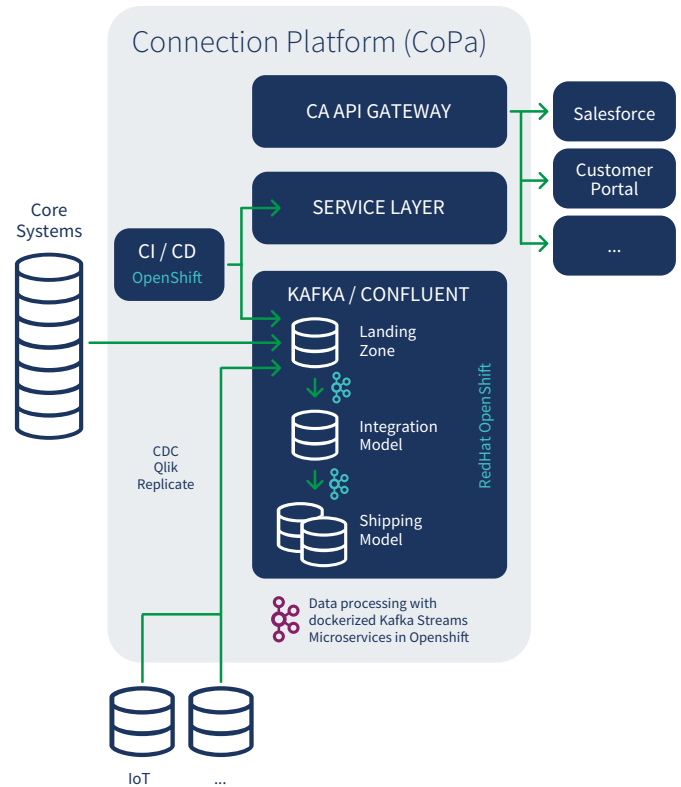 Connection Platform (CoPa)
CA API GATEWAY
Salesforce
Customer
Portal
...
SERVICE LAYER
Core
Systems
CI / CD
OpenShift
KAFKA / CONFLUENT
Landing
Zone
Integration
Model
Shipping
Model
RedHat OpenShift
CDC
Qlik
Replicate
Data processing with
dockerized Kafka Streams
Microservices in Openshift
IoT
...